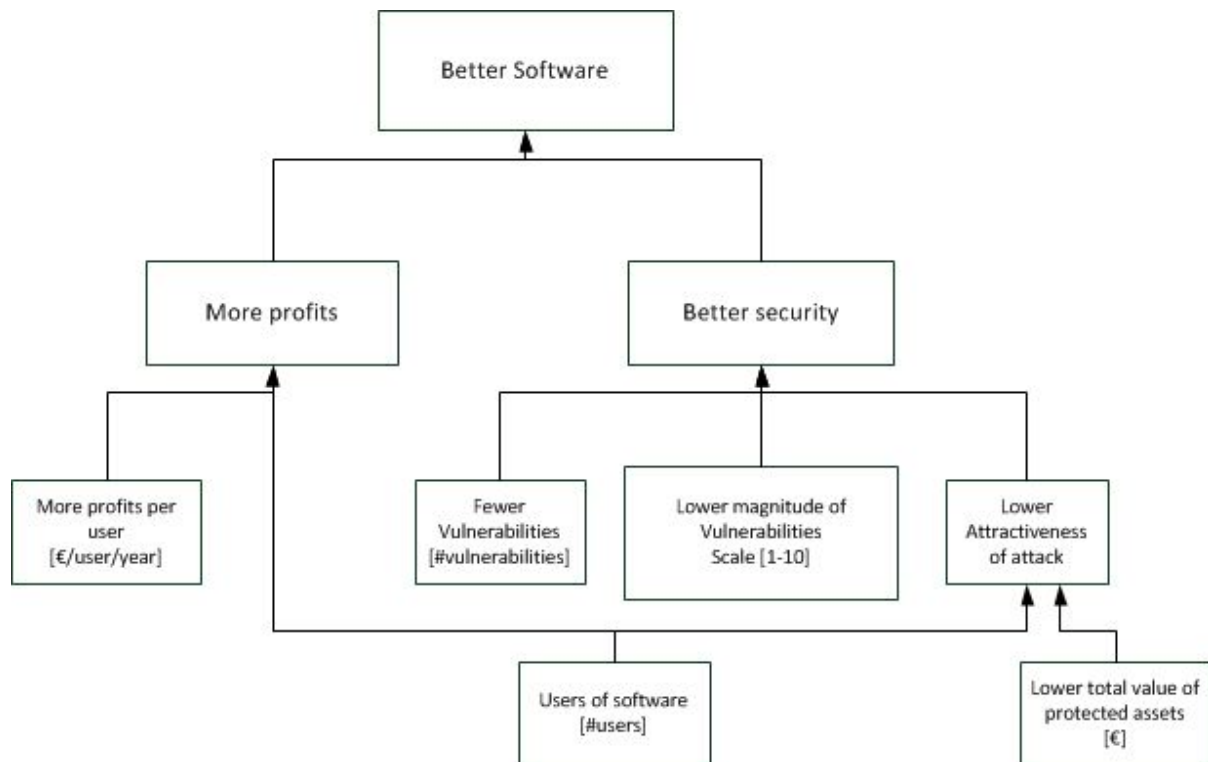 Better Software
More profits
Better security
More profits per
user
[€/user/year]
Fewer
Vulnerabilities
[#vulnerabilities]
Lower magnitude of
Vulnerabilities
Scale [1-10]
Lower
Attractiveness
of attack
Users of software
[#users]
Lower total value of
protected assets
[€]